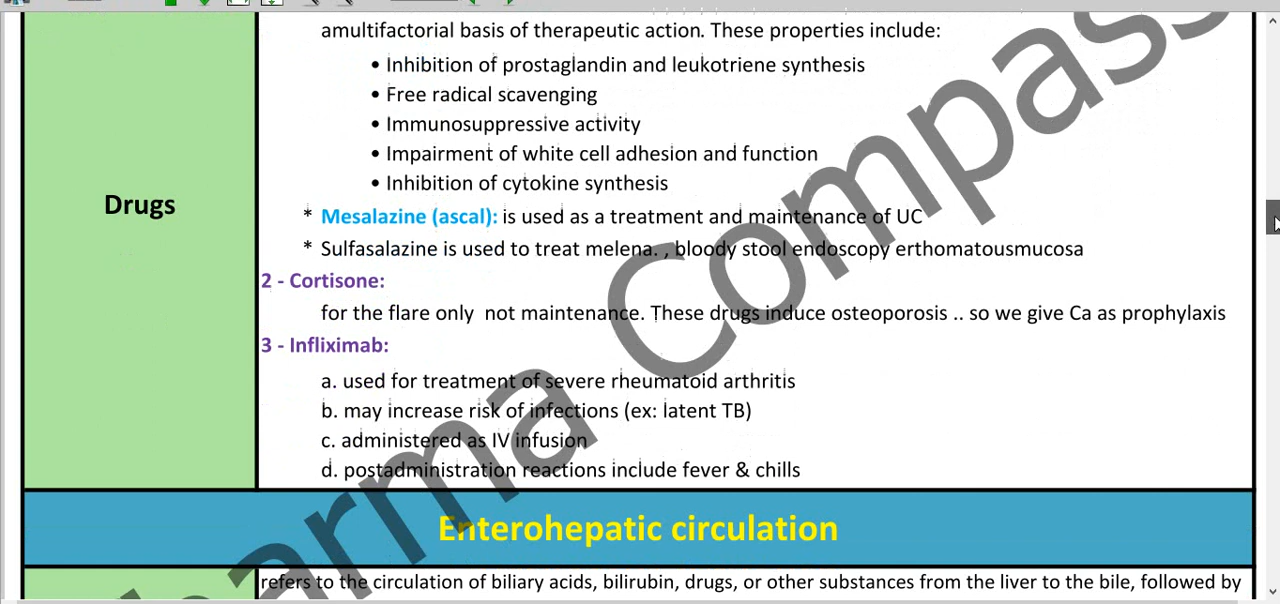 amultifactorial basis of therapeutic action. These properties include:
• Inhibition of prostaglandin and leukotriene synthesis
• Free radical scavenging
• Immunosuppressive activity
• Impairment of white cell adhesion and function
• Inhibition of cytokine synthesis
Drugs
* Mesalazine (ascal): is used as a treatment and maintenance of UC
* Sulfasalazine is used to treat melena. , bloody stool endoscopy erthomatousmucosa
2 - Cortisone:
for the flare only not maintenance. These drugs induce osteoporosis .. so we give Ca as prophylaxis
3 - Infliximab:
a. used for treatment of severe rheumatoid arthritis
b. may increase risk of infections (ex: latent TB)
c. administered as IV infusion
d. postadministration reactions include fever & chills
Enterohepatic circulation
refers to the circulation of biliary acids, bilirubin, drugs, or other substances from the liver to the bile, followed by
arma Compass